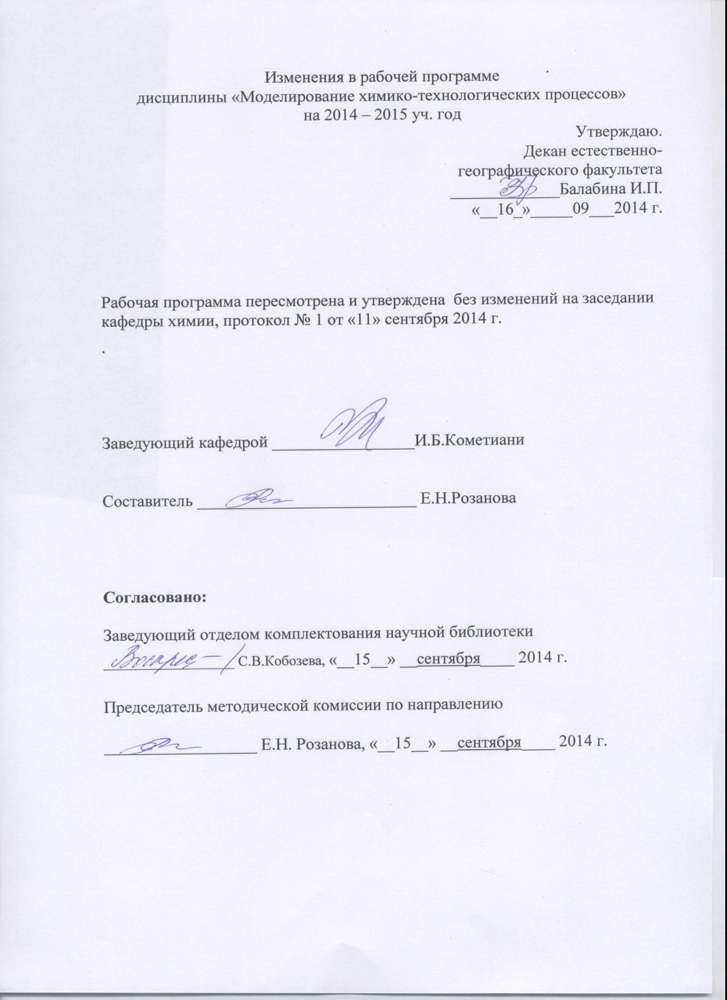 Изменения в рабочей программе
дисциплины «Моделирование химико-технологических процессов»
на 2014 – 2015 уч. год
Утверждаю.
Декан естественно-
географического факультета
_____________Балабина И.П.
«__16_»_____09___2014 г.
Рабочая программа пересмотрена и утверждена без изменений на заседании
кафедры химии, протокол № 1 от «11» сентября 2014 г.
.
Заведующий кафедрой _________________И.Б.Кометиани
Составитель __________________________ Е.Н.Розанова
Согласовано:
Заведующий отделом комплектования научной библиотеки
________________ С.В.Кобозева, «__15__» __сентября____ 2014 г.
Председатель методической комиссии по направлению
__________________ Е.Н. Розанова, «__15__» __сентября____ 2014 г.